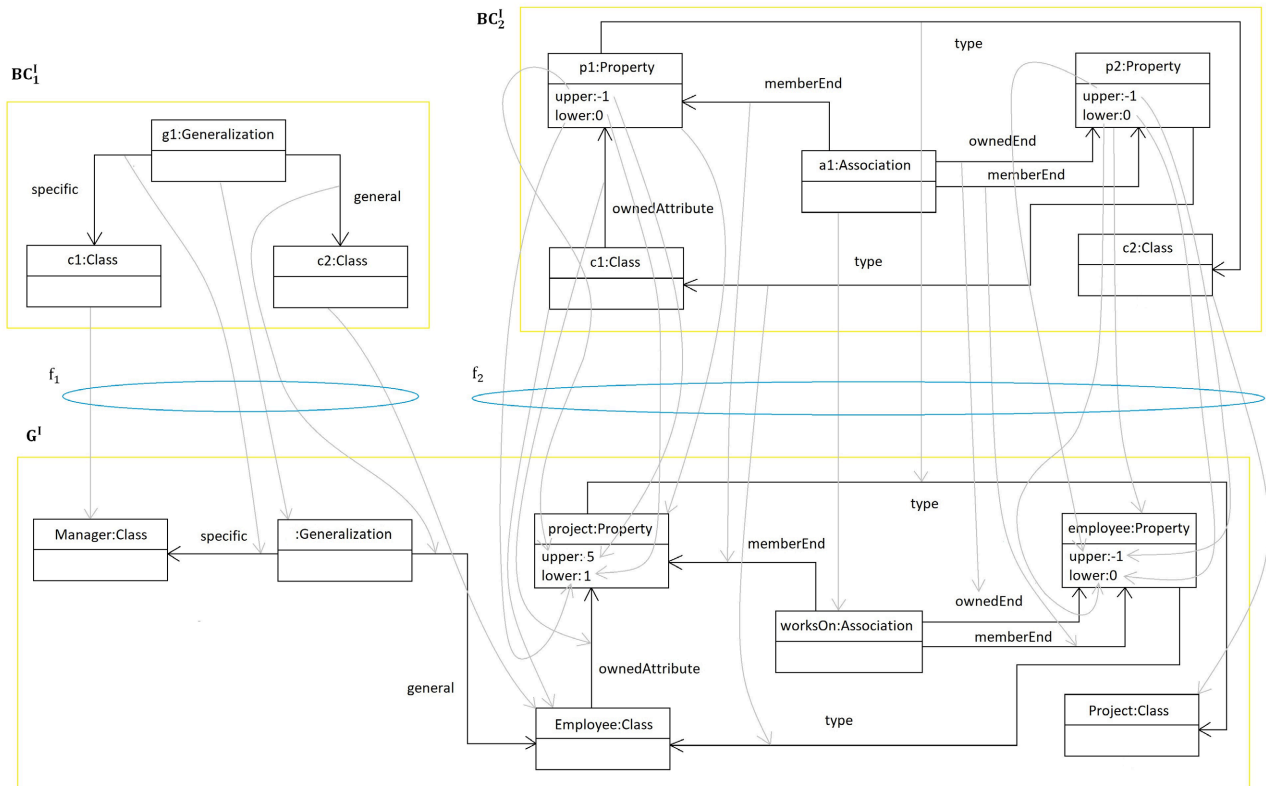 BC₁ᴵ
g1:Generalization
specific
general
c1:Class
c2:Class
BC₂ᴵ
type
p1:Property
upper:-1
lower:0
memberEnd
p2:Property
upper:-1
lower:0
a1:Association
ownedEnd
memberEnd
ownedAttribute
c1:Class
type
c2:Class
f₁
f₂
Gᴵ
type
Manager:Class
specific
:Generalization
project:Property
upper: 5
lower: 1
memberEnd
employee:Property
upper:-1
lower:0
ownedEnd
worksOn:Association
memberEnd
ownedAttribute
general
Employee:Class
type
Project:Class